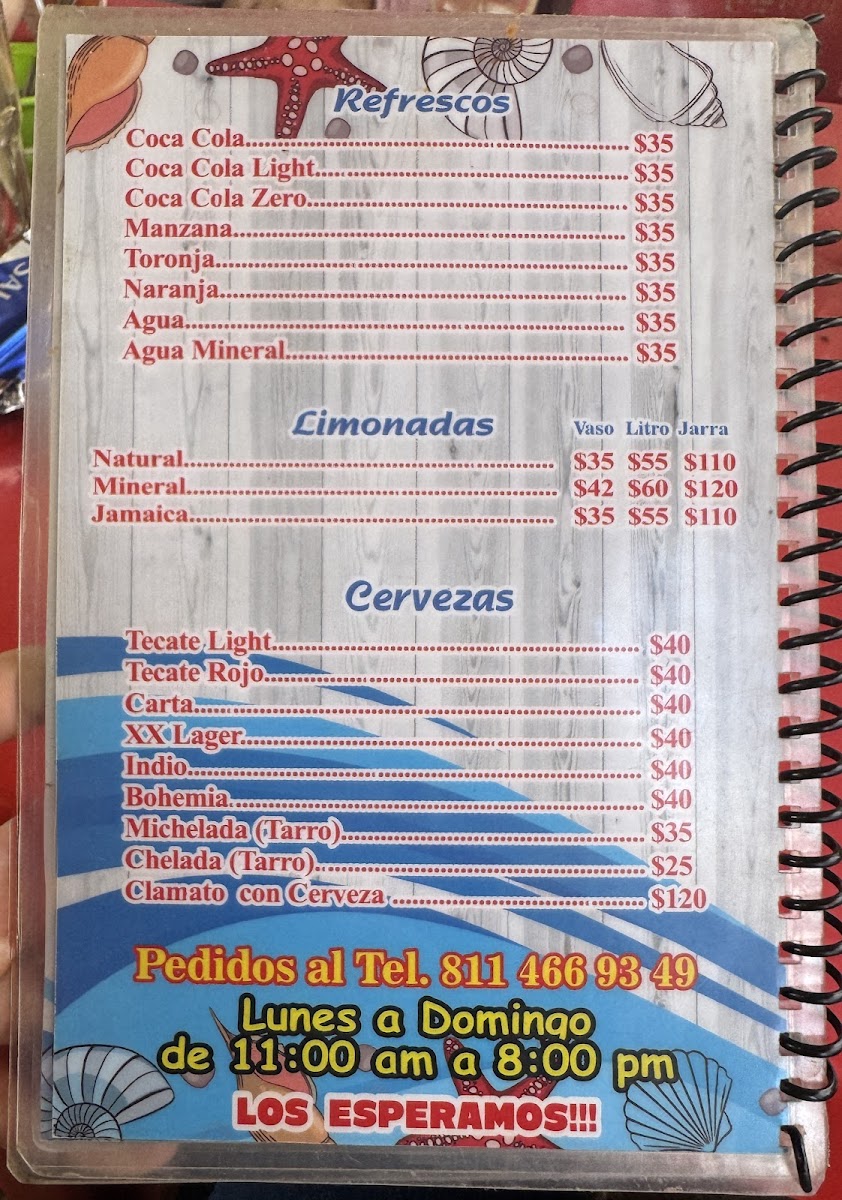 Refrescos
Coca Cola $35
Coca Cola Light $35
Coca Cola Zero $35
Manzana $35
Toronja $35
Naranja $35
Agua $35
Agua Mineral $35
Limonadas Vaso Litro Jarra
Natural $35 $55 $110
Mineral $42 $60 $120
Jamaica $35 $55 $110
Cervezas
Tecate Light $40
Tecate Rojo $40
Carta $40
XX Lager $40
Indio $40
Bohemia $40
Michelada (Tarro) $35
Chelada (Tarro) $25
Clamato con Cerveza $120
Pedidos al Tel. 811 466 93 49
Lunes a Domingo
de 11:00 am a 8:00 pm
LOS ESPERAMOS!!!